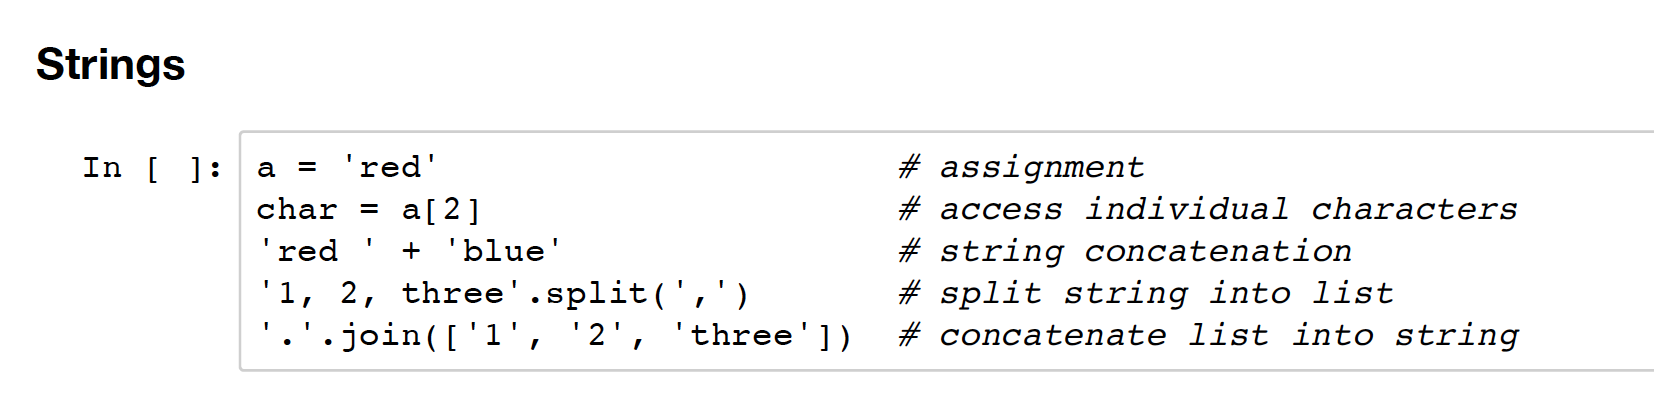 Strings
In [ ]: a = 'red' # assignment
char = a[2] # access individual characters
'red ' + 'blue' # string concatenation
'1, 2, three'.split(',') # split string into list
'.'.join(['1', '2', 'three']) # concatenate list into string